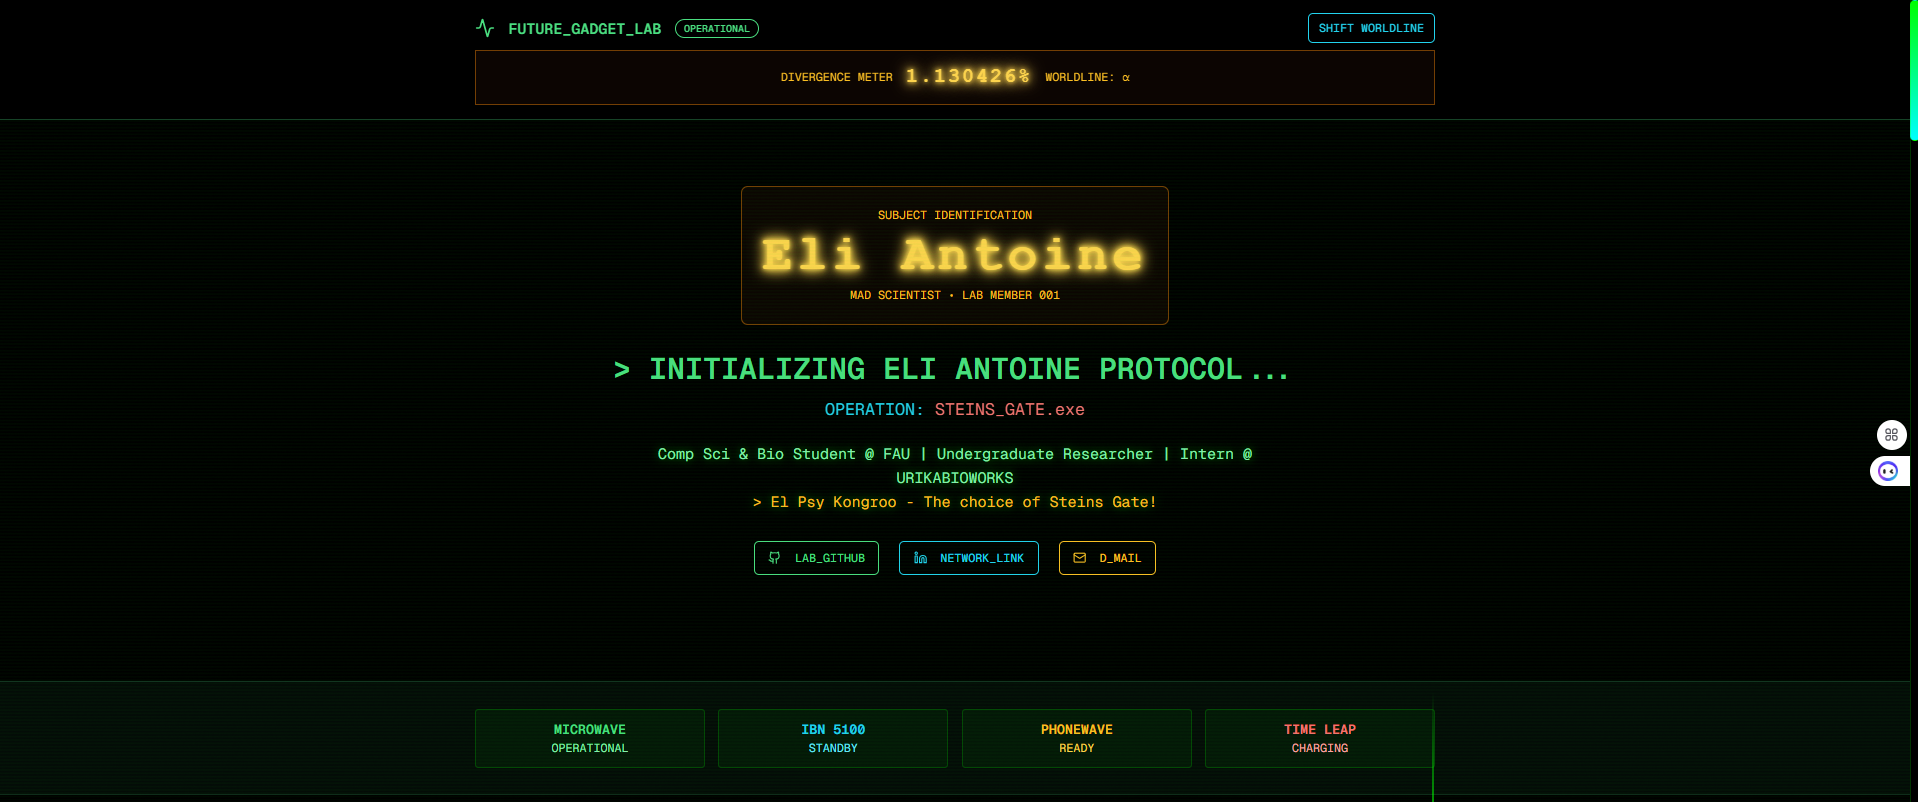 FUTURE_GADGET_LAB OPERATIONAL SHIFT WORLDLINE
DIVERGENCE METER 1.130426% WORLDLINE: α
SUBJECT IDENTIFICATION
Eli Antoine
MAD SCIENTIST • LAB MEMBER 001
> INITIALIZING ELI ANTOINE PROTOCOL...
OPERATION: STEINS_GATE.exe
Comp Sci & Bio Student @ FAU | Undergraduate Researcher | Intern @
URIKABIOWORKS
> El Psy Kongroo - The choice of Steins Gate!
LAB_GITHUB NETWORK_LINK D_MAIL
MICROWAVE IBN 5100 PHONEWAVE TIME LEAP
OPERATIONAL STANDBY READY CHARGING